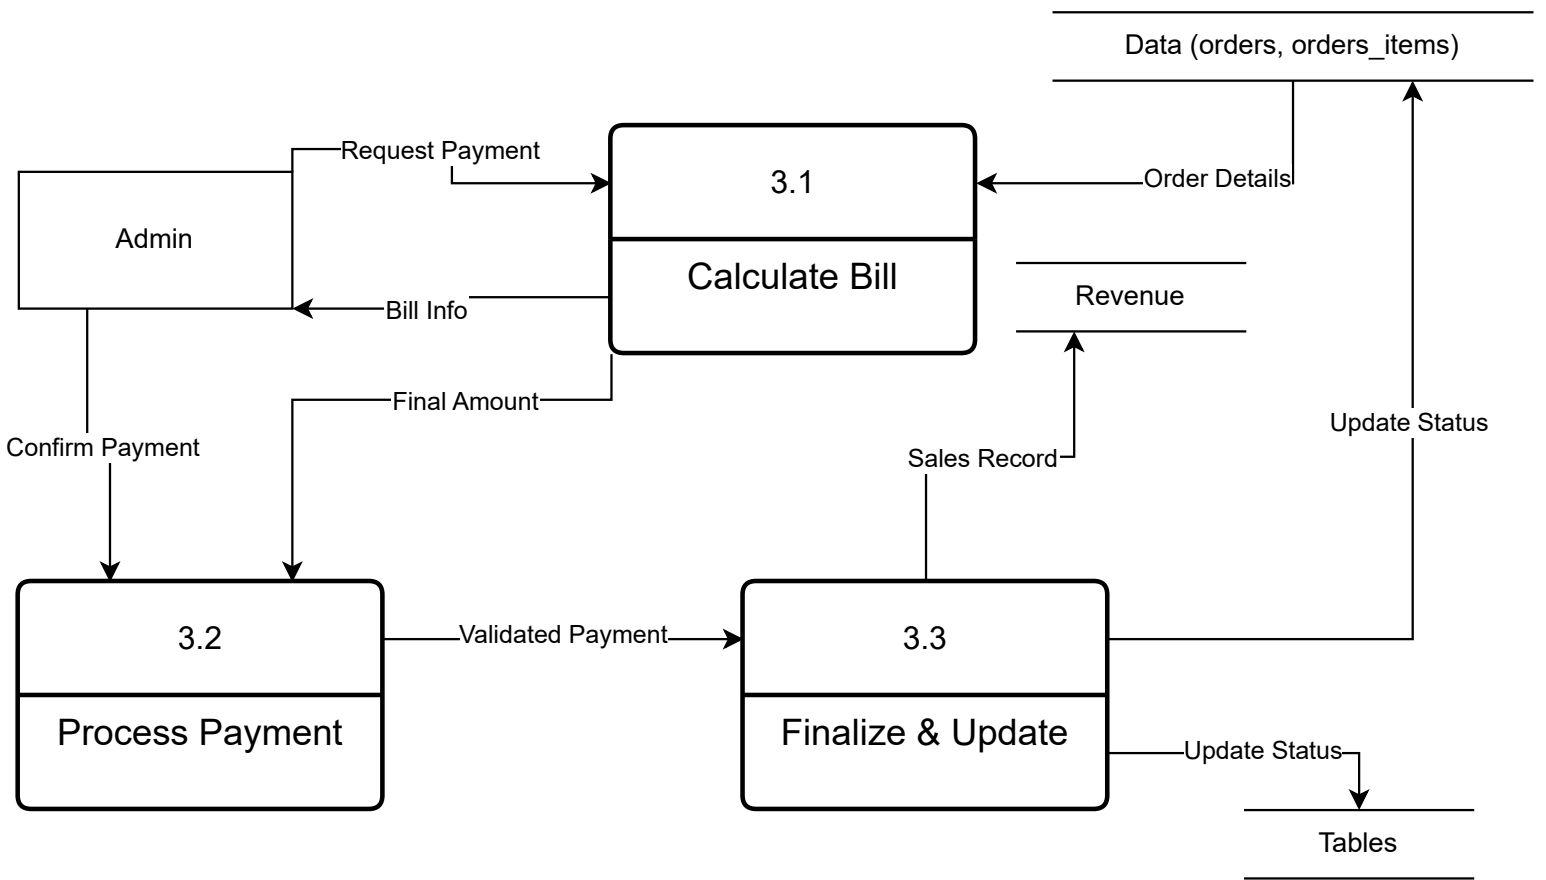 Data (orders, orders_items)
Request Payment
3.1
Order Details
Admin
Calculate Bill
Revenue
Bill Info
Final Amount
Update Status
Confirm Payment
Sales Record
3.2
Validated Payment
3.3
Process Payment
Finalize & Update
Update Status
Tables